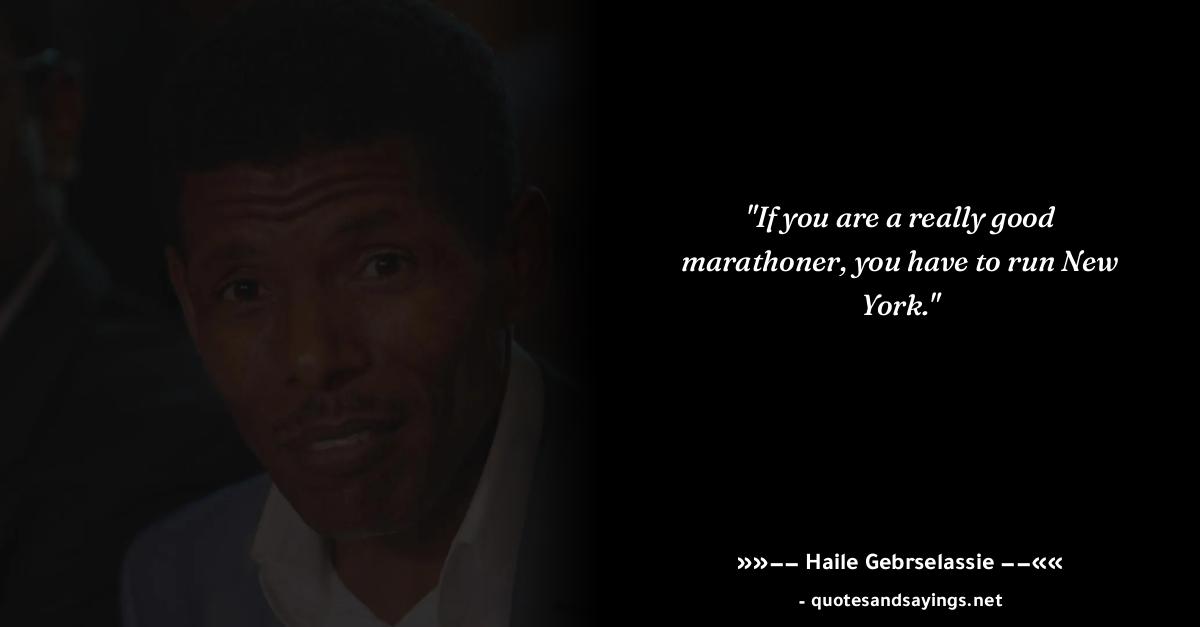 "If you are a really good
marathoner, you have to run New
York."
»»−− Haile Gebrselassie −−««
- quotesandsayings.net